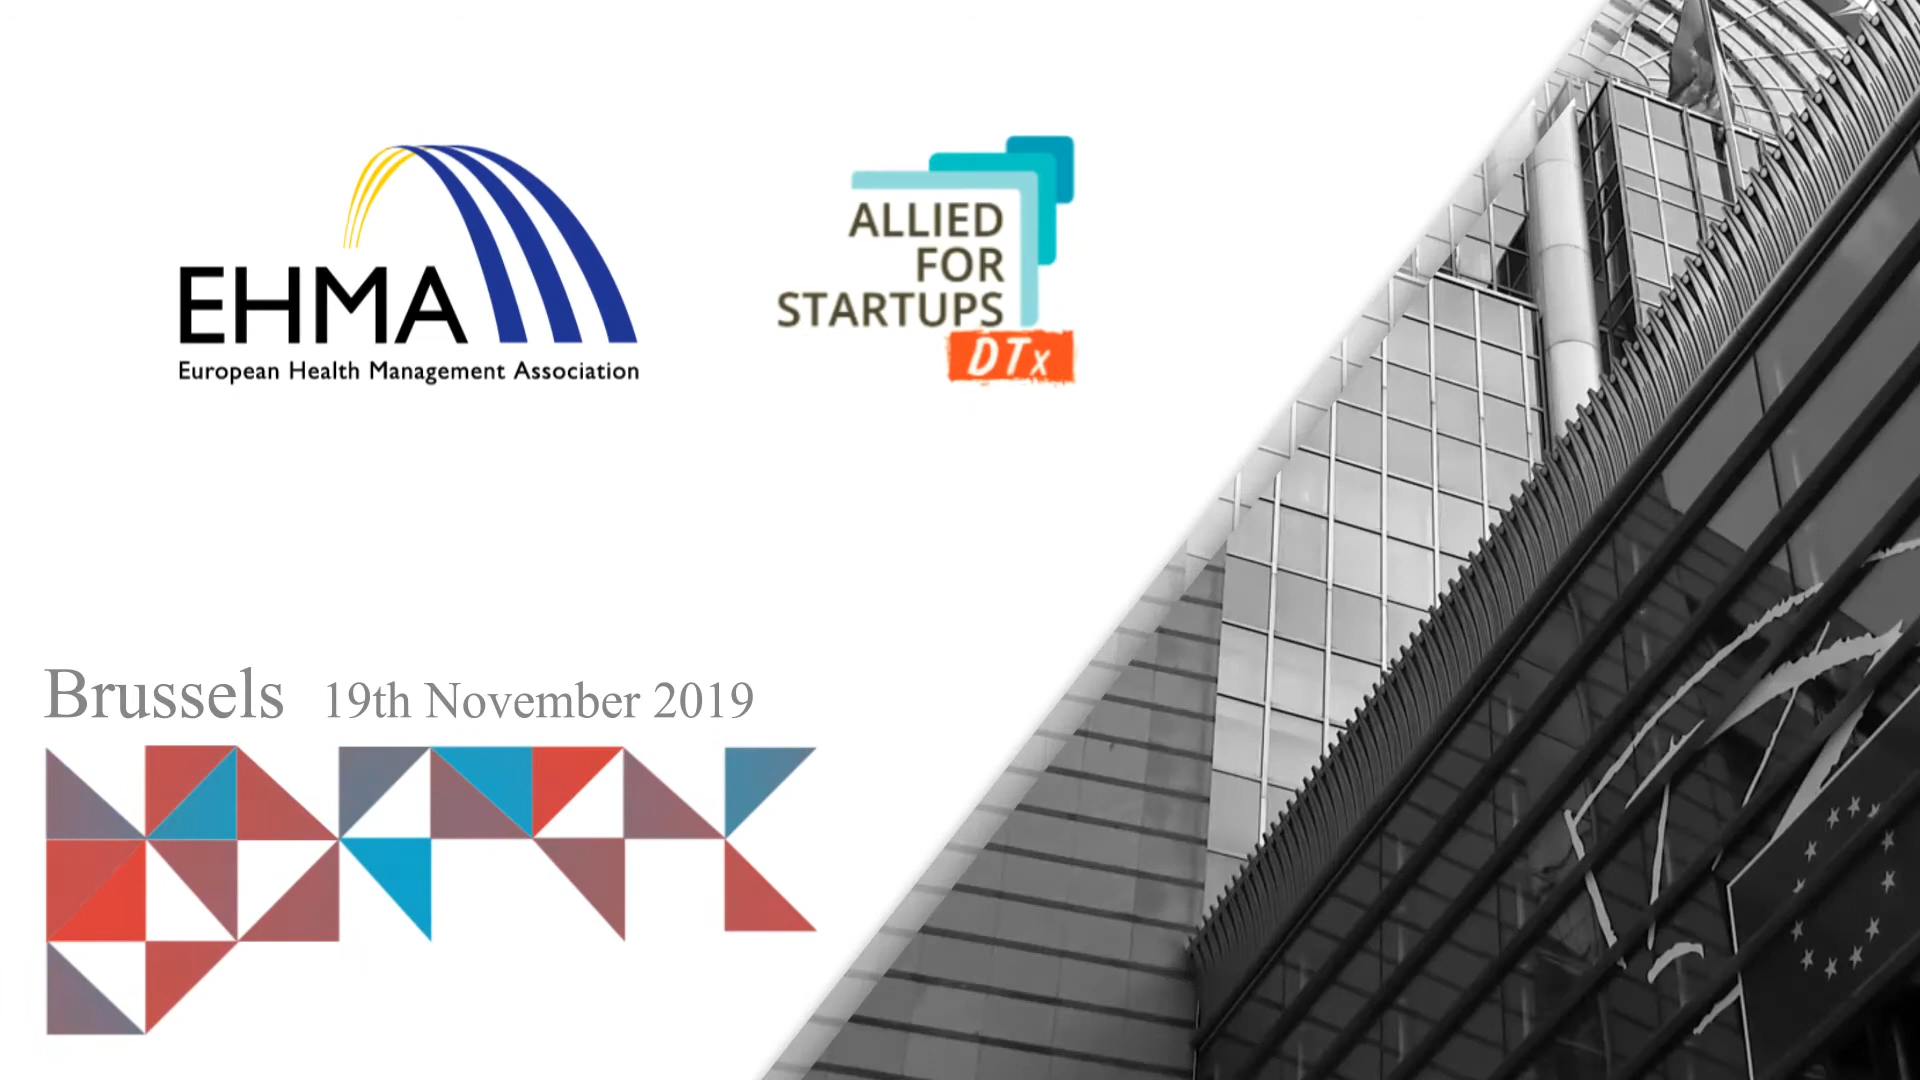 EHMA
European Health Management Association
ALLIED
FOR
STARTUPS
DTx
Brussels 19th November 2019